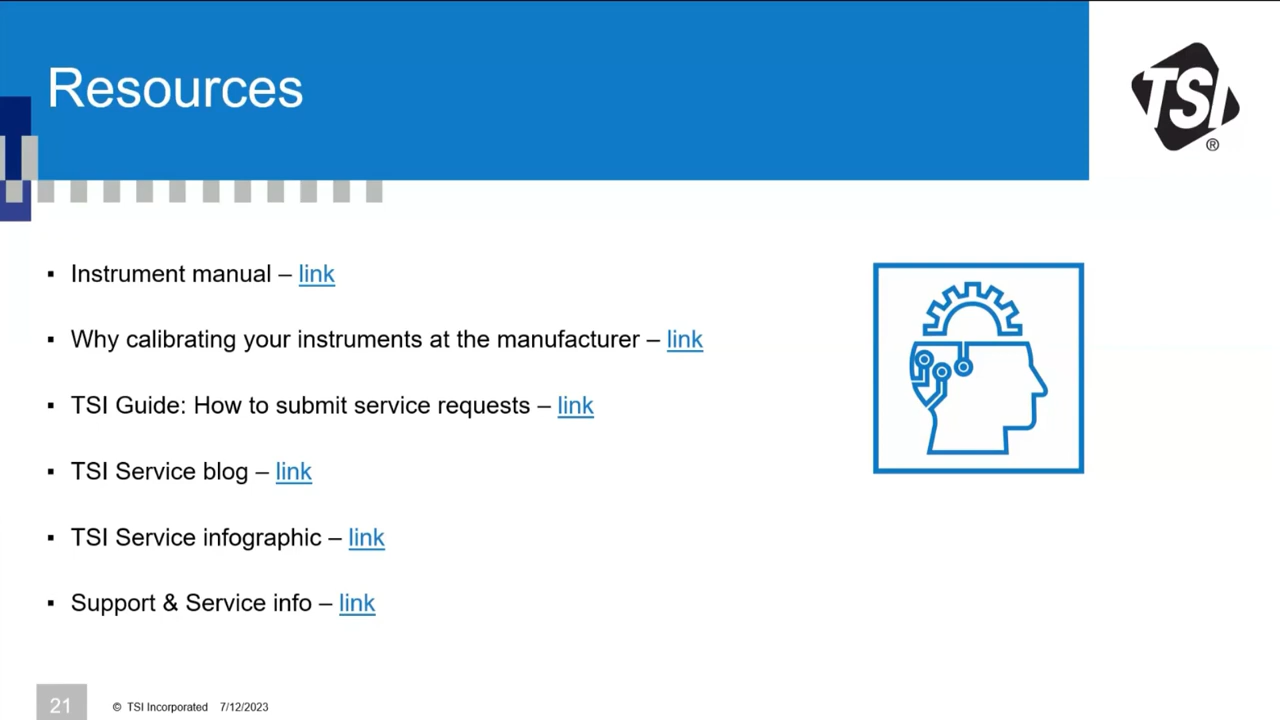 Resources
TSI
®
▪ Instrument manual – link
▪ Why calibrating your instruments at the manufacturer – link
▪ TSI Guide: How to submit service requests – link
▪ TSI Service blog – link
▪ TSI Service infographic – link
▪ Support & Service info – link
21 © TSI Incorporated 7/12/2023